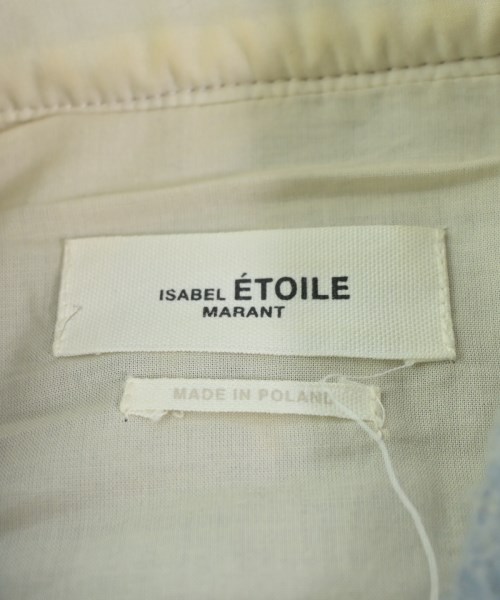 ISABEL ÉTOILE
MARANT
MADE IN POLAND